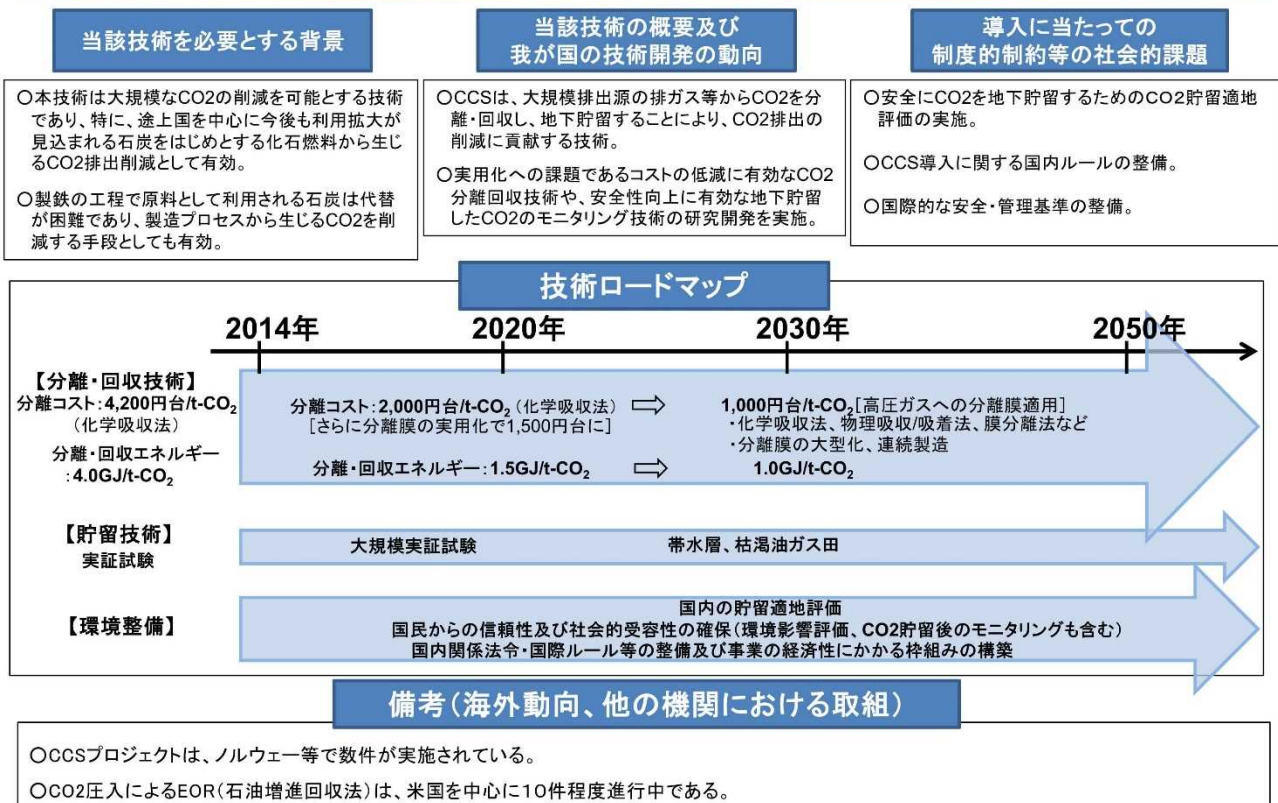 当該技術を必要とする背景
〇本技術は大規模なCO2の削減を可能とする技術
であり、特に、途上国を中心に今後も利用拡大が
見込まれる石炭をはじめとする化石燃料から生じ
るCO2排出削減として有効。
〇製鉄の工程で原料として利用される石炭は代替
が困難であり、製造プロセスから生じるCO2を削
減する手段としても有効。
当該技術の概要及び
我が国の技術開発の動向
〇CCSは、大規模排出源の排ガス等からCO2を分
離・回収し、地下貯留することにより、CO2排出の
削減に貢献する技術。
〇実用化への課題であるコストの低減に有効なCO2
分離回収技術や、安全性向上に有効な地下貯留
したCO2のモニタリング技術の研究開発を実施。
導入に当たっての
制度的制約等の社会的課題
〇安全にCO2を地下貯留するためのCO2貯留適地
評価の実施。
〇CCS導入に関する国内ルールの整備。
〇国際的な安全・管理基準の整備。
技術ロードマップ
2014年 2020年 2030年 2050年
【分離・回収技術】
分離コスト:4,200円台/t-CO₂
(化学吸収法)
分離・回収エネルギー
:4.0GJ/t-CO₂
分離コスト:2,000円台/t-CO₂(化学吸収法) ⇨
[さらに分離膜の実用化で1,500円台に]
分離・回収エネルギー:1.5GJ/t-CO₂ ⇨
1,000円台/t-CO₂[高圧ガスへの分離膜適用]
・化学吸収法、物理吸収/吸着法、膜分離法など
・分離膜の大型化、連続製造
1.0GJ/t-CO₂
【貯留技術】
実証試験
大規模実証試験 帯水層、枯渇油ガス田
【環境整備】
国内の貯留適地評価
国民からの信頼性及び社会的受容性の確保(環境影響評価、CO2貯留後のモニタリングも含む)
国内関係法令・国際ルール等の整備及び事業の経済性にかかる枠組みの構築
備考(海外動向、他の機関における取組)
〇CCSプロジェクトは、ノルウェー等で数件が実施されている。
〇CO2圧入によるEOR(石油増進回収法)は、米国を中心に10件程度進行中である。